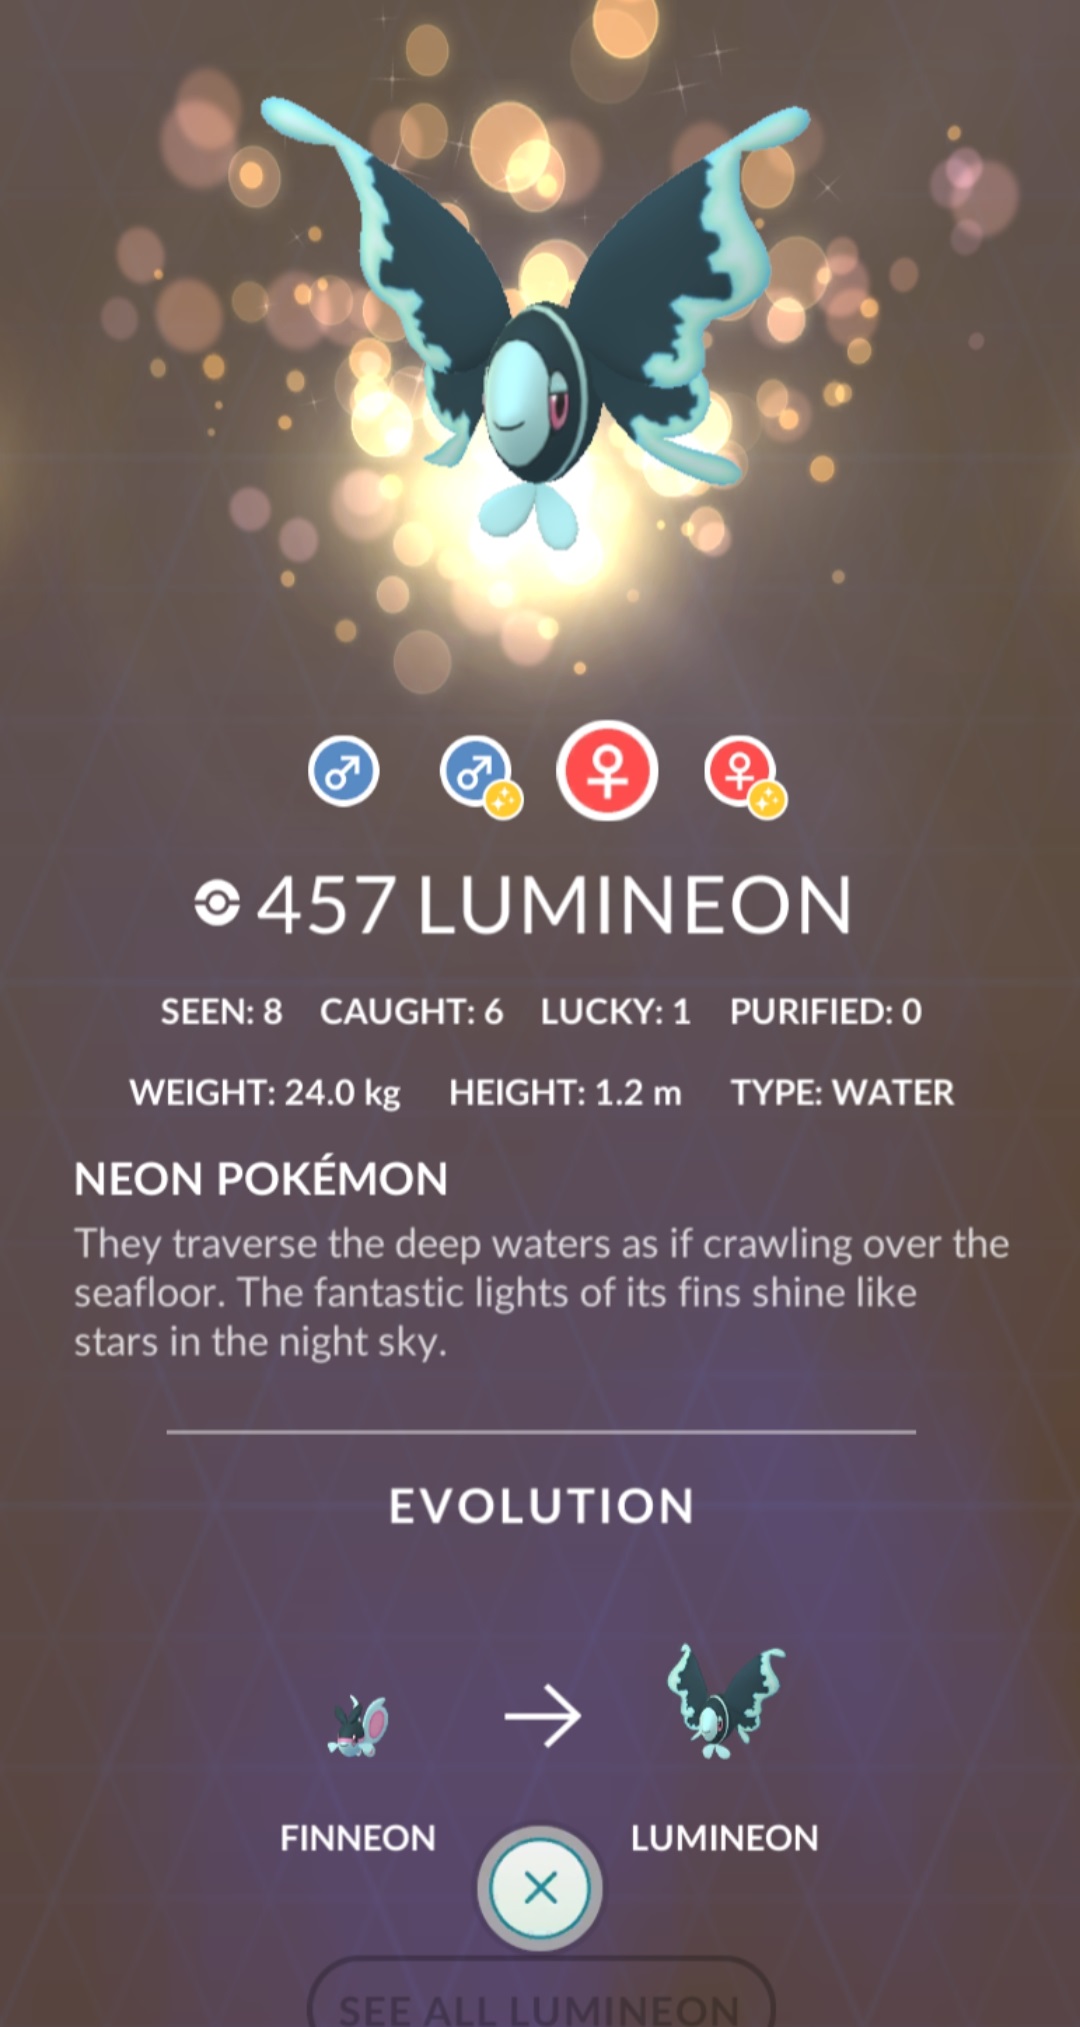 457 LUMINEON
SEEN: 8 CAUGHT: 6 LUCKY: 1 PURIFIED: 0
WEIGHT: 24.0 kg HEIGHT: 1.2 m TYPE: WATER
NEON POKÉMON
They traverse the deep waters as if crawling over the
seafloor. The fantastic lights of its fins shine like
stars in the night sky.
EVOLUTION
FINNEON LUMINEON
SEE ALL LUMINEON